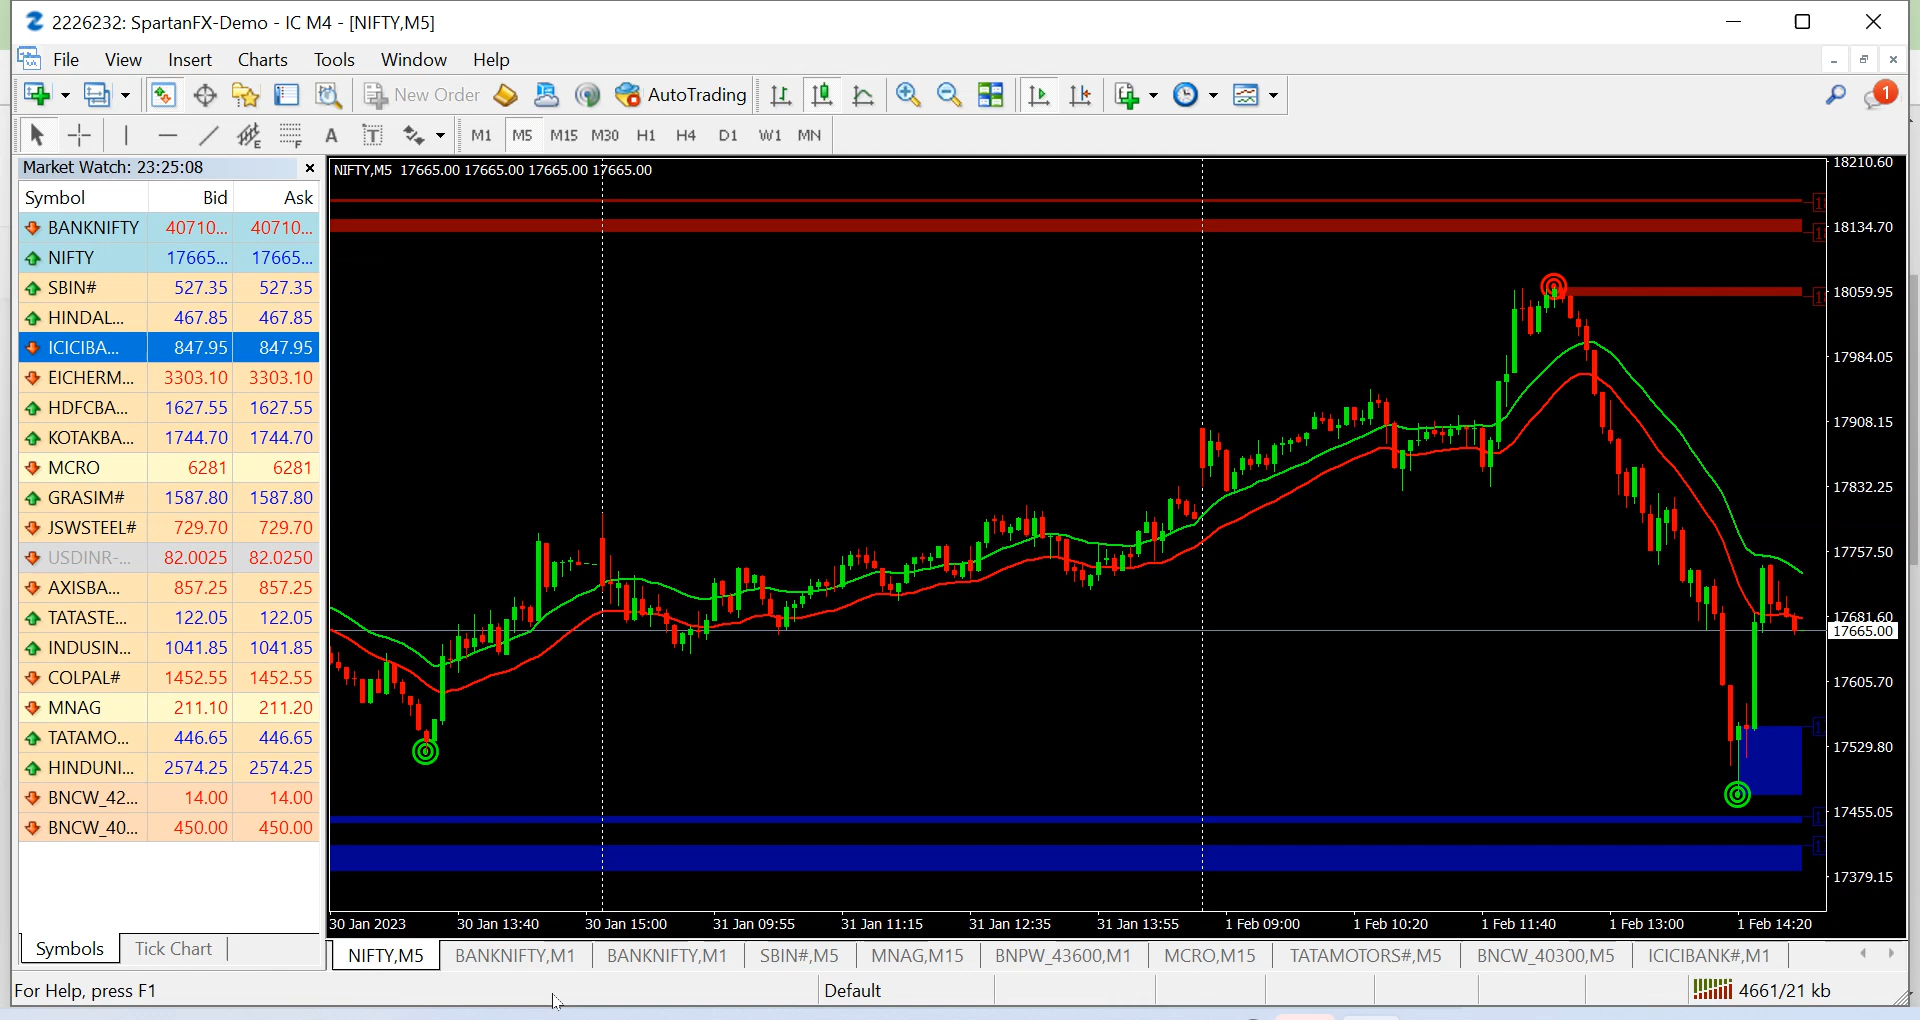 2226232: SpartanFX-Demo - IC M4 - [NIFTY,M5]
File View Insert Charts Tools Window Help
New Order AutoTrading 1
A T M1 M5 M15 M30 H1 H4 D1 W1 MN
Market Watch: 23:25:08
Symbol Bid Ask
BANKNIFTY 40710... 40710...
NIFTY 17665... 17665...
SBIN# 527.35 527.35
HINDAL... 467.85 467.85
ICICIBA... 847.95 847.95
EICHERM... 3303.10 3303.10
HDFCBA... 1627.55 1627.55
KOTAKBA... 1744.70 1744.70
MCRO 6281 6281
GRASIM# 1587.80 1587.80
JSWSTEEL# 729.70 729.70
USDINR-... 82.0025 82.0250
AXISBA... 857.25 857.25
TATASTE... 122.05 122.05
INDUSIN... 1041.85 1041.85
COLPAL# 1452.55 1452.55
MNAG 211.10 211.20
TATAMO... 446.65 446.65
HINDUNI... 2574.25 2574.25
BNCW_42... 14.00 14.00
BNCW_40... 450.00 450.00
Symbols Tick Chart
NIFTY,M5 17665.00 17665.00 17665.00 17665.00
18210.60
18134.70
18059.95
17984.05
17908.15
17832.25
17757.50
17681.60
17665.00
17605.70
17529.80
17455.05
17379.15
30 Jan 2023 30 Jan 13:40 30 Jan 15:00 31 Jan 09:55 31 Jan 11:15 31 Jan 12:35 31 Jan 13:55 1 Feb 09:00 1 Feb 10:20 1 Feb 11:40 1 Feb 13:00 1 Feb 14:20
NIFTY,M5 BANKNIFTY,M1 BANKNIFTY,M1 SBIN#,M5 MNAG,M15 BNPW_43600,M1 MCRO,M15 TATAMOTORS#,M5 BNCW_40300,M5 ICICIBANK#,M1
For Help, press F1 Default 4661/21 kb